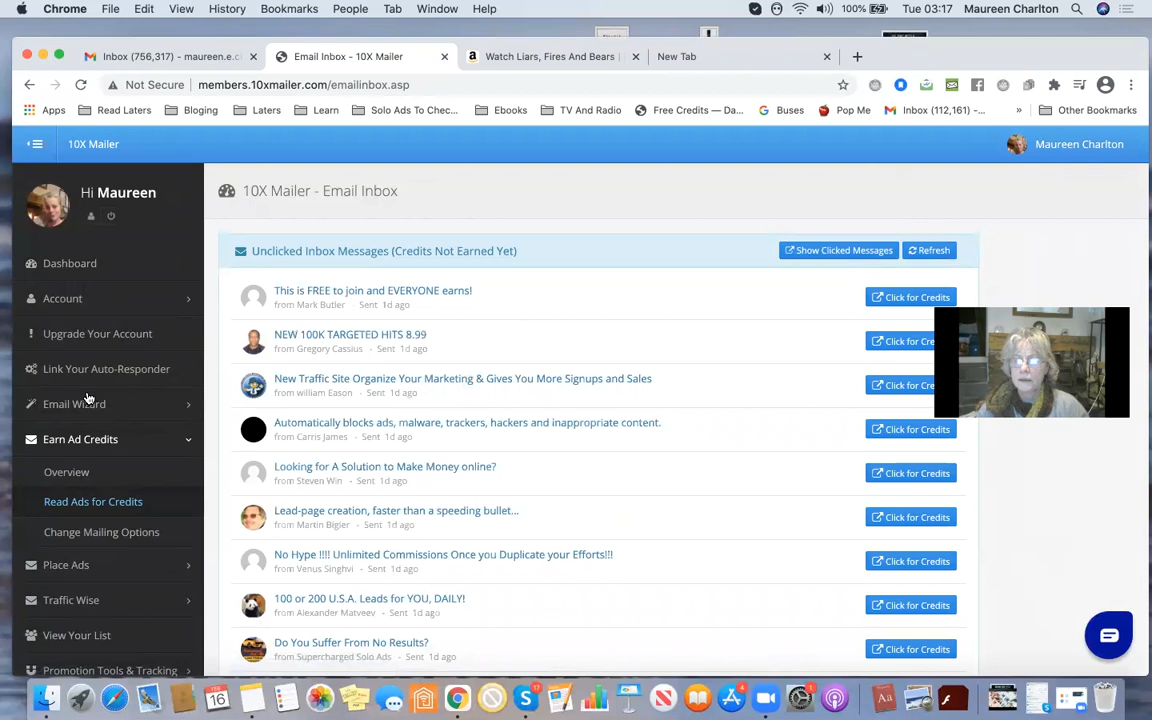 Chrome File Edit View History Bookmarks People Tab Window Help 100% Tue 03:17 Maureen Charlton
Inbox (756,317) - maureen.e.c Email Inbox - 10X Mailer Watch Liars, Fires And Bears New Tab
Not Secure members.10xmailer.com/emailinbox.asp
Apps Read Laters Bloging Laters Learn Solo Ads To Chec... Ebooks TV And Radio Free Credits — Da... Buses Pop Me Inbox (112,161) –... » Other Bookmarks
10X Mailer Maureen Charlton
Hi Maureen
10X Mailer - Email Inbox
Dashboard
Account
Upgrade Your Account
Link Your Auto-Responder
Email Wizard
Earn Ad Credits
Overview
Read Ads for Credits
Change Mailing Options
Place Ads
Traffic Wise
View Your List
Promotion Tools & Tracking
Unclicked Inbox Messages (Credits Not Earned Yet) Show Clicked Messages Refresh
This is FREE to join and EVERYONE earns!
from Mark Butler • Sent 1d ago
Click for Credits
NEW 100K TARGETED HITS 8.99
from Gregory Cassius • Sent 1d ago
Click for Cre
New Traffic Site Organize Your Marketing & Gives You More Signups and Sales
from william Eason • Sent 1d ago
Click for Cre
Automatically blocks ads, malware, trackers, hackers and inappropriate content.
from Carris James • Sent 1d ago
Click for Credits
Looking for A Solution to Make Money online?
from Steven Win • Sent 1d ago
Click for Credits
Lead-page creation, faster than a speeding bullet...
from Martin Bigier • Sent 1d ago
Click for Credits
No Hype !!!! Unlimited Commissions Once you Duplicate your Efforts!!!
from Venus Singhvi • Sent 1d ago
Click for Credits
100 or 200 U.S.A. Leads for YOU, DAILY!
from Alexander Matveev • Sent 1d ago
Click for Credits
Do You Suffer From No Results?
from Supercharged Solo Ads • Sent 1d ago
Click for Credits